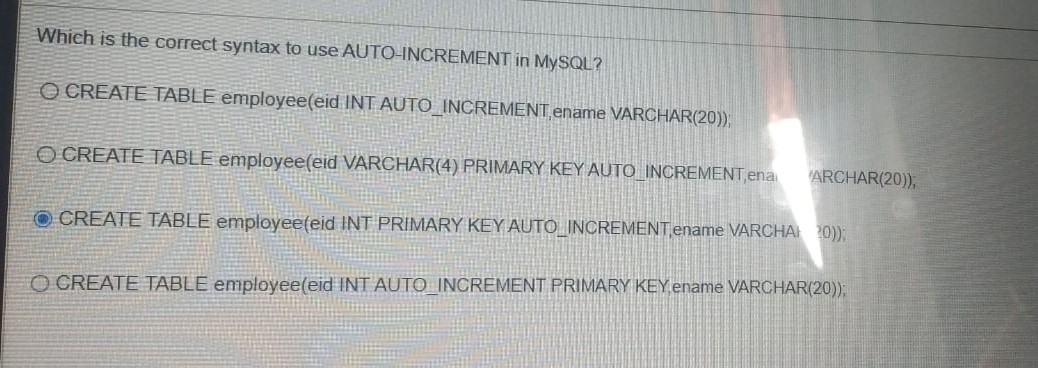 Which is the correct syntax to use AUTO-INCREMENT in MySQL?
CREATE TABLE employee(eid INT AUTO_INCREMENT,ename VARCHAR(20));
CREATE TABLE employee(eid VARCHAR(4) PRIMARY KEY AUTO_INCREMENT,ena ARCHAR(20));
CREATE TABLE employee(eid INT PRIMARY KEY AUTO_INCREMENT,ename VARCHA 20));
CREATE TABLE employee(eid INT AUTO_INCREMENT PRIMARY KEY,ename VARCHAR(20));